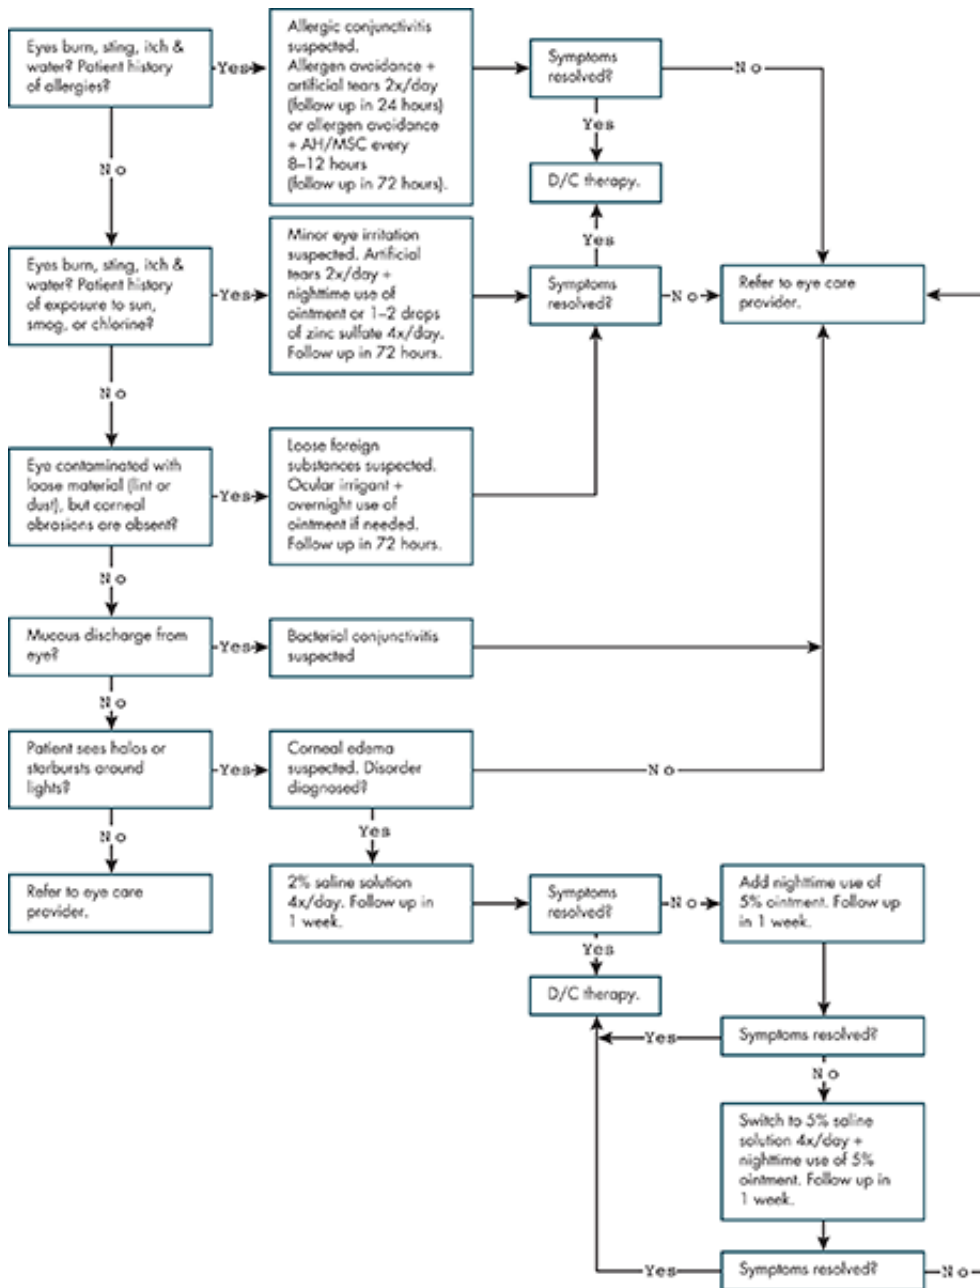 Eyes burn, sting, itch &
water? Patient history
of allergies?
Yes
Allergic conjunctivitis
suspected.
Allergen avoidance +
artificial tears 2x/day
(follow up in 24 hours)
or allergen avoidance
+ AH/MSC every
8–12 hours
(follow up in 72 hours).
Symptoms
resolved?
No
Yes
D/C therapy.
No
Eyes burn, sting, itch &
water? Patient history
of exposure to sun,
smog, or chlorine?
Yes
Minor eye irritation
suspected. Artificial
tears 2x/day +
nighttime use of
ointment or 1–2 drops
of zinc sulfate 4x/day.
Follow up in 72 hours.
Yes
Symptoms
resolved?
No
Refer to eye care
provider.
No
Eye contaminated with
loose material (lint or
dust), but corneal
abrasions are absent?
Yes
Loose foreign
substances suspected.
Ocular irrigant +
overnight use of
ointment if needed.
Follow up in 72 hours.
No
Mucous discharge from
eye?
Yes
Bacterial conjunctivitis
suspected
No
Patient sees halos or
starbursts around
lights?
Yes
Corneal edema
suspected. Disorder
diagnosed?
No
No
Yes
Refer to eye care
provider.
2% saline solution
4x/day. Follow up in
1 week.
Symptoms
resolved?
No
Add nighttime use of
5% ointment. Follow up
in 1 week.
Yes
D/C therapy.
Yes
Symptoms resolved?
No
Switch to 5% saline
solution 4x/day +
nighttime use of 5%
ointment. Follow up in
1 week.
Yes
Symptoms resolved?
No